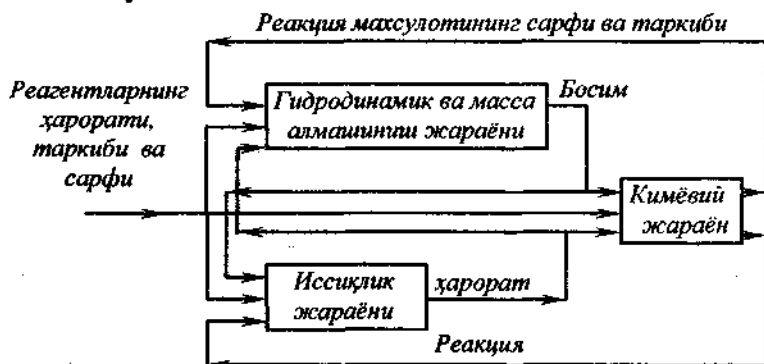 Реакция махсулотининг сарфи ва таркиби
Реагентларнинг
ҳарорати,
таркиби ва
сарфи
Гидродинамик ва масса
алмашиниш жараёни
Босим
Кимёвий
жараён
Иссиқлик
жараёни
ҳарорат
Реакция